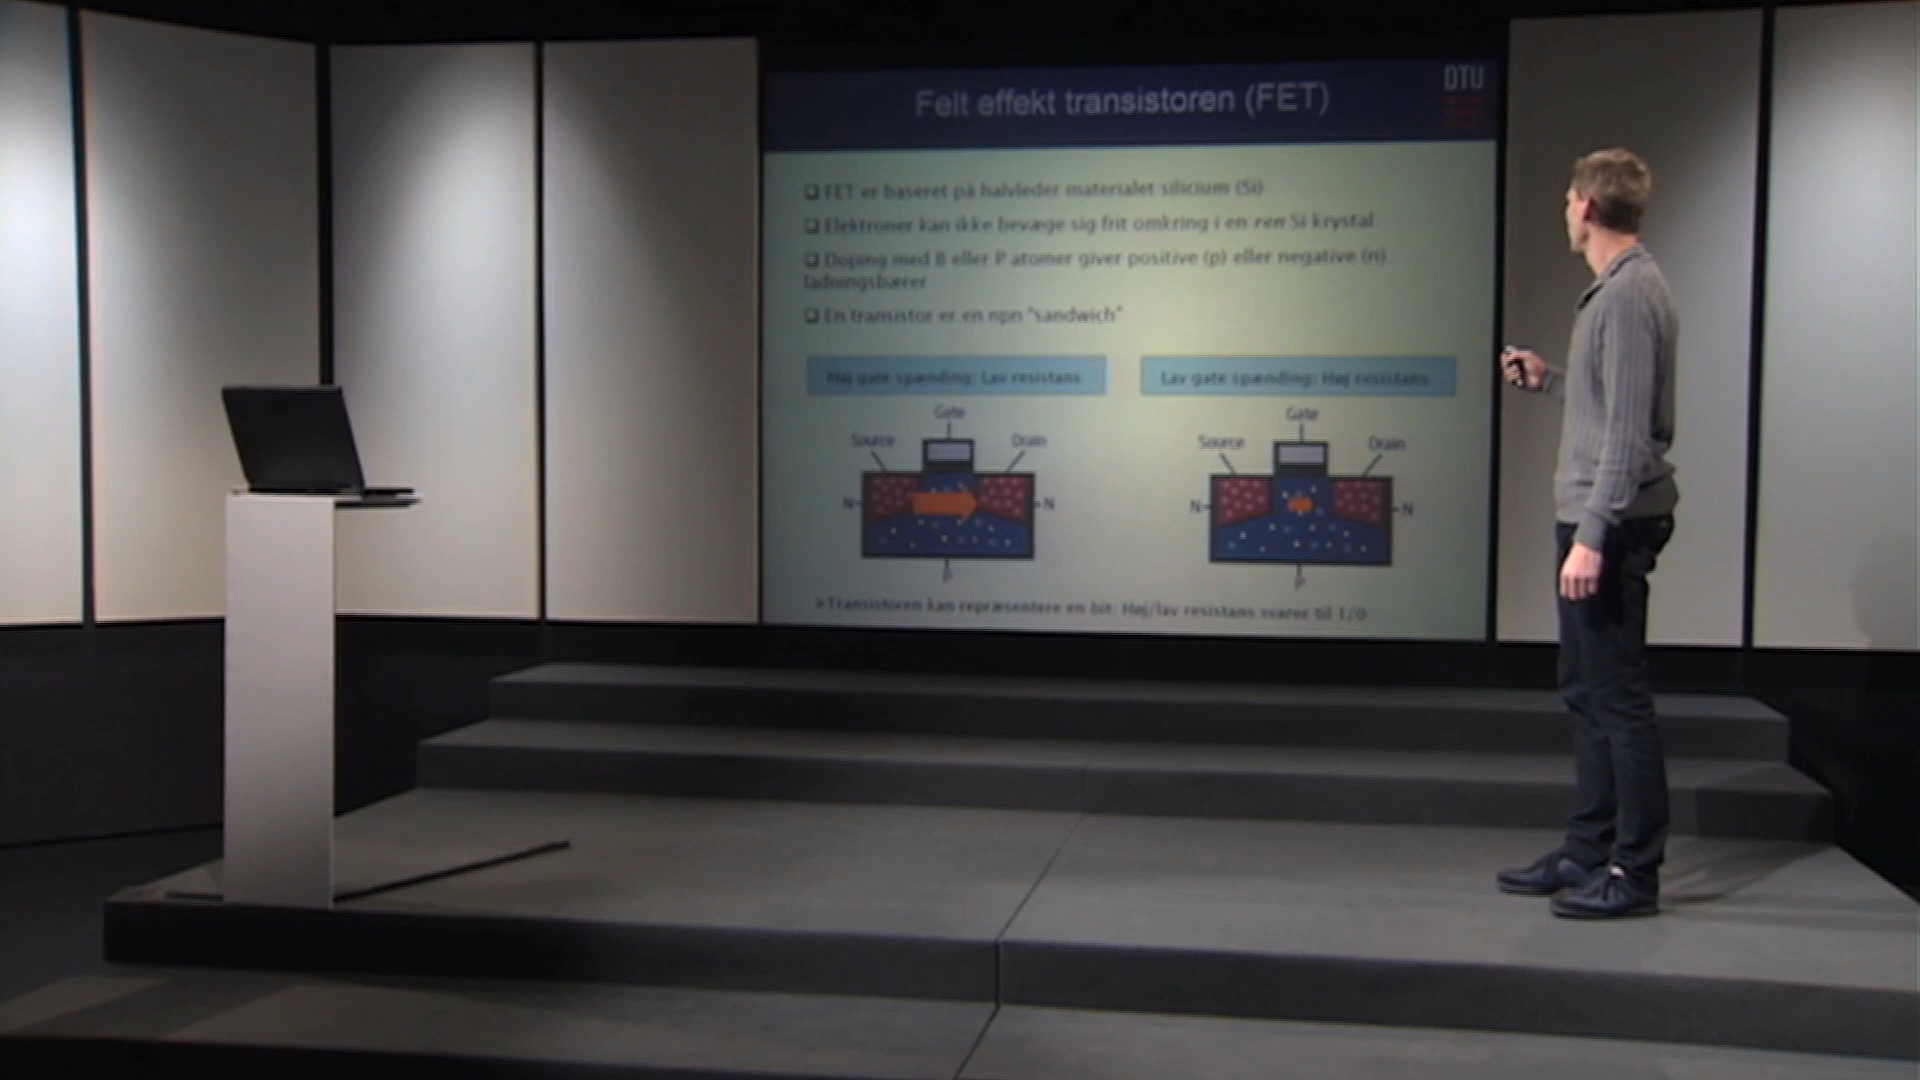 Felt effekt transistoren (FET)
DTU
❑ FET er baseret på halvleder materialet silicium (Si)
❑ Elektroner kan ikke bevæge sig frit omkring i en ren Si krystal
❑ Doping med B eller P atomer giver positive (p) eller negative (n)
ladningsbærer
❑ En transistor er en npn "sandwich"
Høj gate spænding: Lav resistans
Lav gate spænding: Høj resistans
Gate
Source
Drain
N
N
P
Gate
Source
Drain
N
N
P
➢ Transistoren kan repræsentere en bit: Høj/lav resistans svarer til 1/0